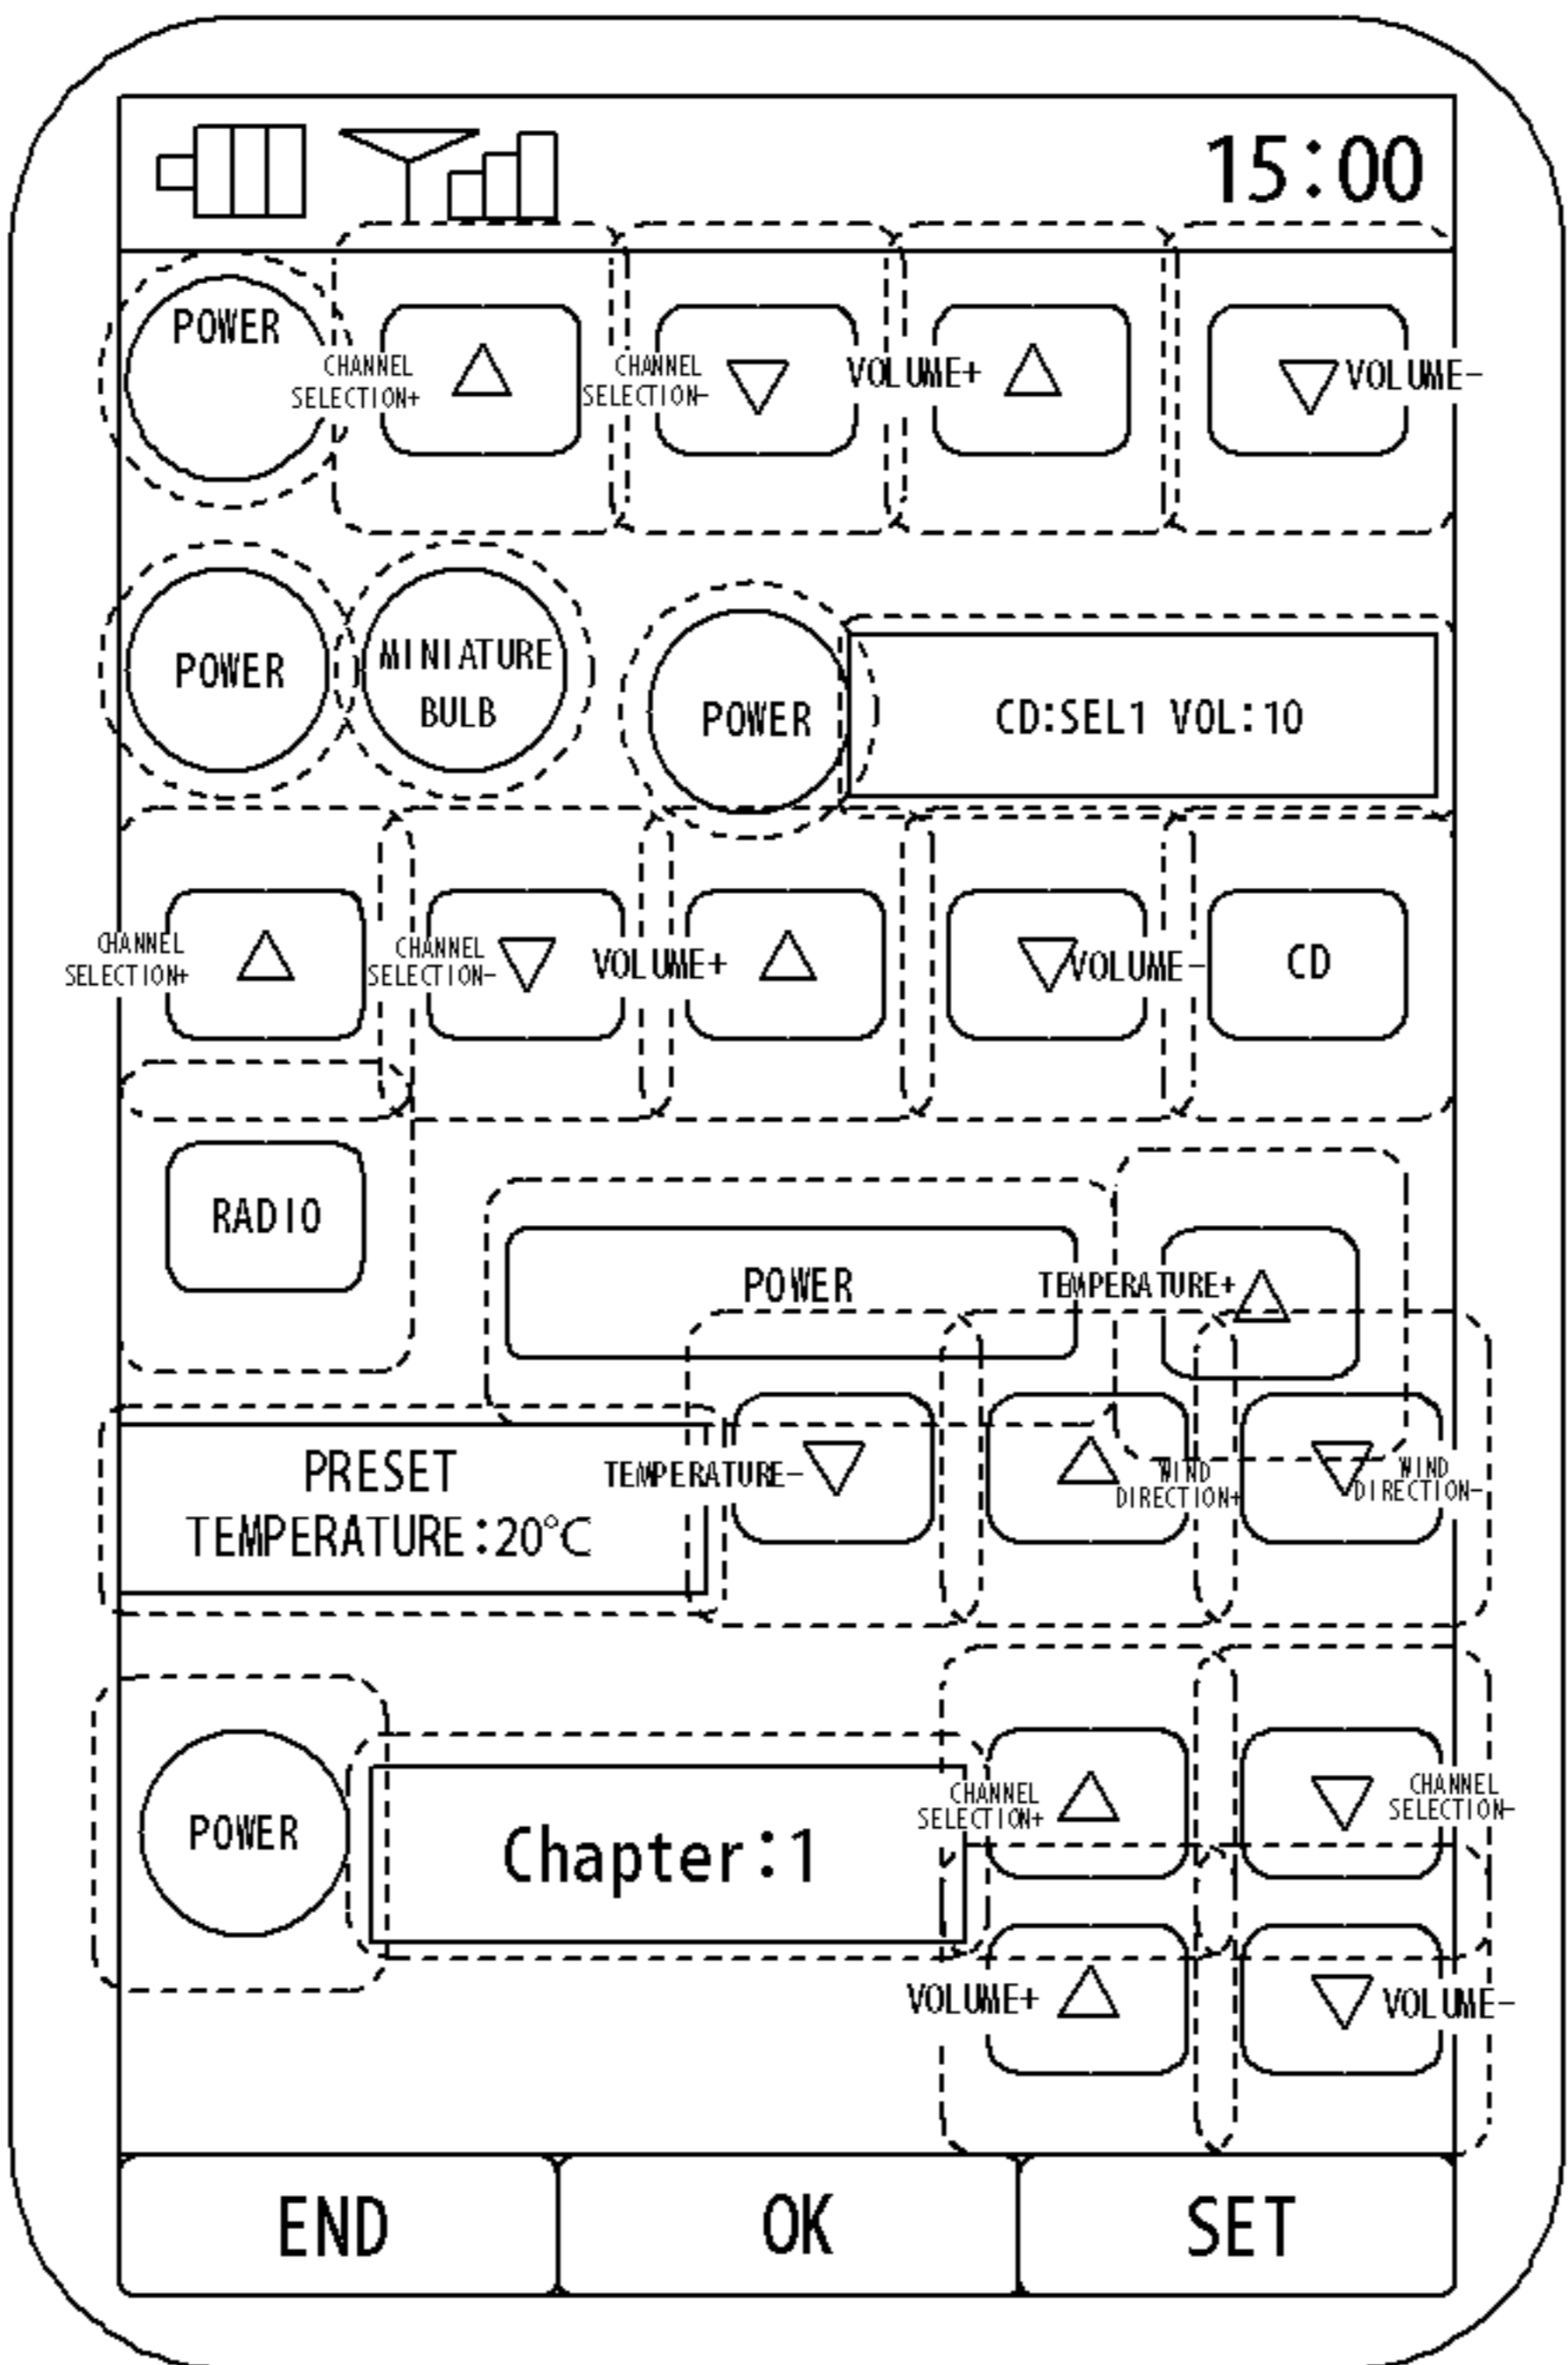 15:00
POWER
CHANNEL
SELECTION+
CHANNEL
SELECTION-
VOLUME+
VOLUME-
POWER
MINIATURE
BULB
POWER
CD:SEL1 VOL:10
CHANNEL
SELECTION+
CHANNEL
SELECTION-
VOLUME+
VOLUME-
CD
RADIO
POWER
TEMPERATURE+
PRESET
TEMPERATURE:20°C
TEMPERATURE-
WIND
DIRECTION+
WIND
DIRECTION-
POWER
Chapter:1
CHANNEL
SELECTION+
CHANNEL
SELECTION-
VOLUME+
VOLUME-
END
OK
SET